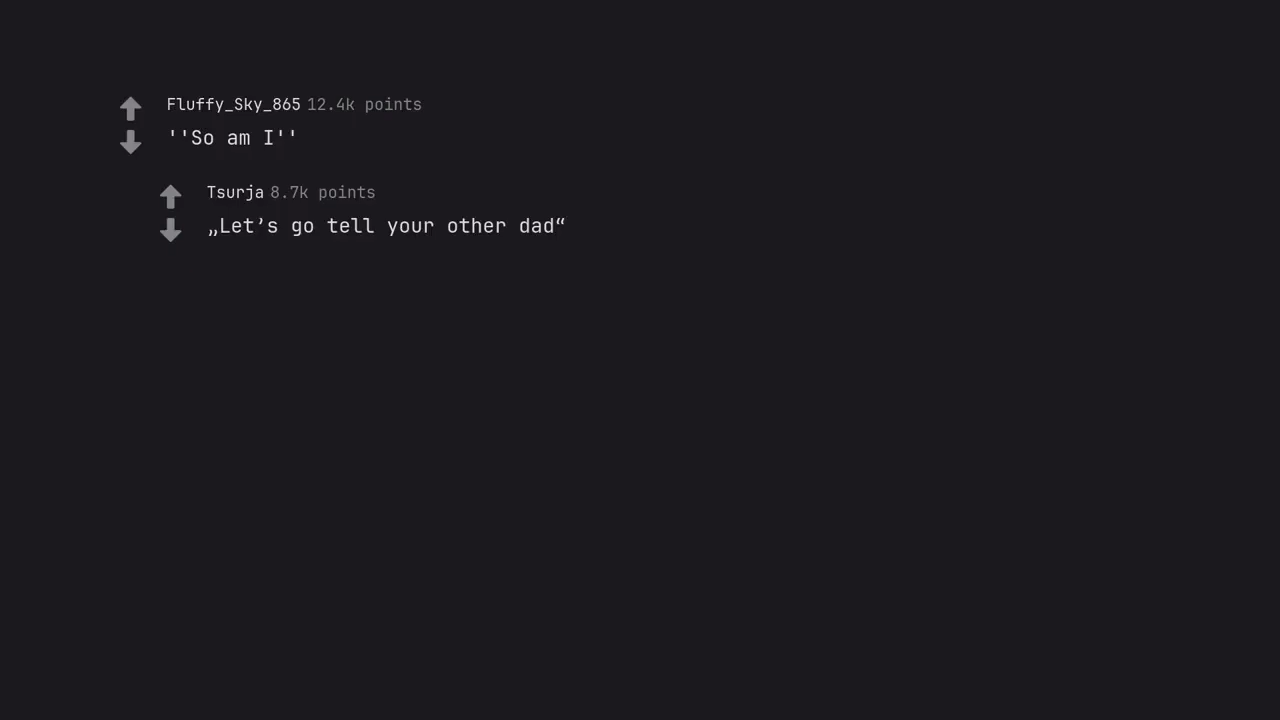 Fluffy_Sky_865 12.4k points
''So am I''
Tsurja 8.7k points
„Let’s go tell your other dad“